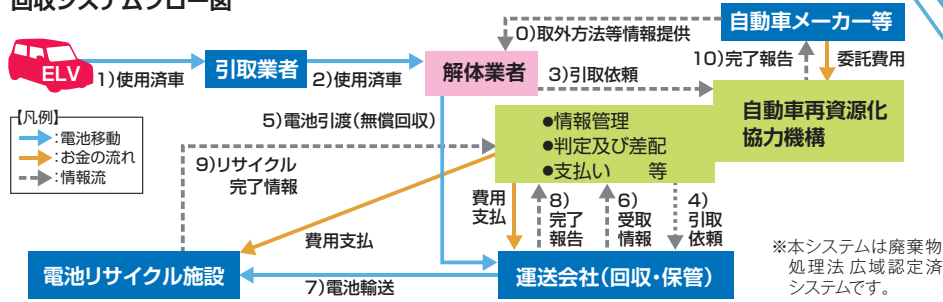 回収システムフロー図
自動車メーカー等
0)取外方法等情報提供
ELV
1)使用済車
引取業者
2)使用済車
解体業者
3)引取依頼
10)完了報告
委託費用
【凡例】
:電池移動
:お金の流れ
:情報流
5)電池引渡(無償回収)
●情報管理
●判定及び差配
●支払い 等
自動車再資源化
協力機構
9)リサイクル
完了情報
費用
支払
8)
完了
報告
6)
受取
情報
4)
引取
依頼
費用支払
電池リサイクル施設
7)電池輸送
運送会社(回収・保管)
※本システムは廃棄物
処理法 広域認定済
システムです。